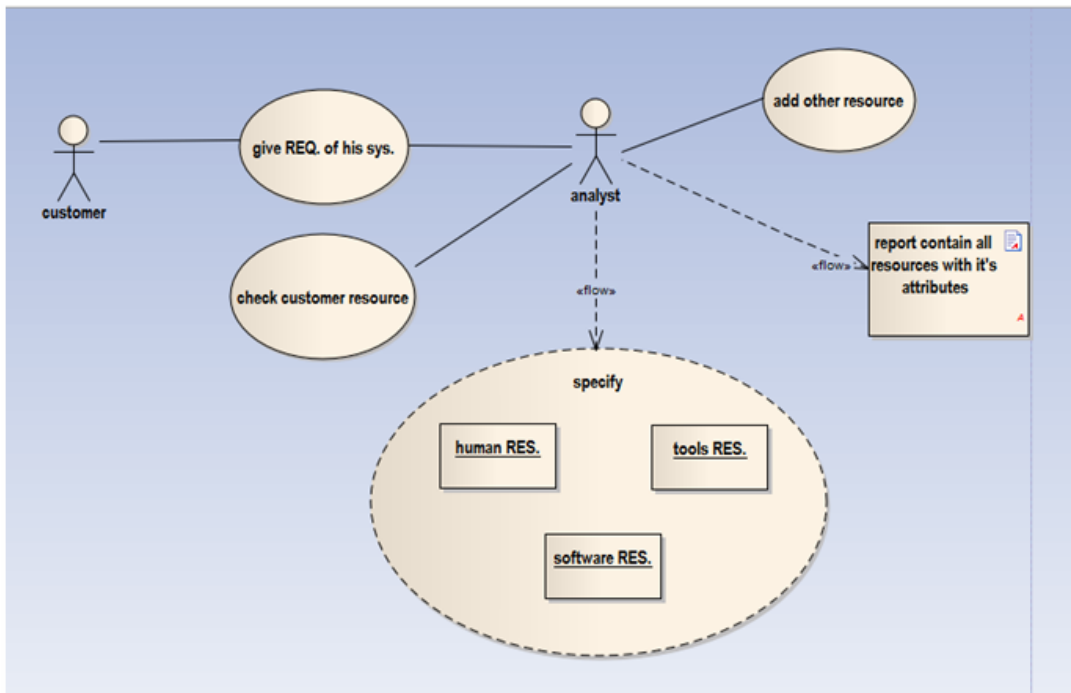 add other resource
give REQ. of his sys.
customer
analyst
report contain all
resources with it's
attributes
«flow»
check customer resource
«flow»
specify
human RES.
tools RES.
software RES.
A